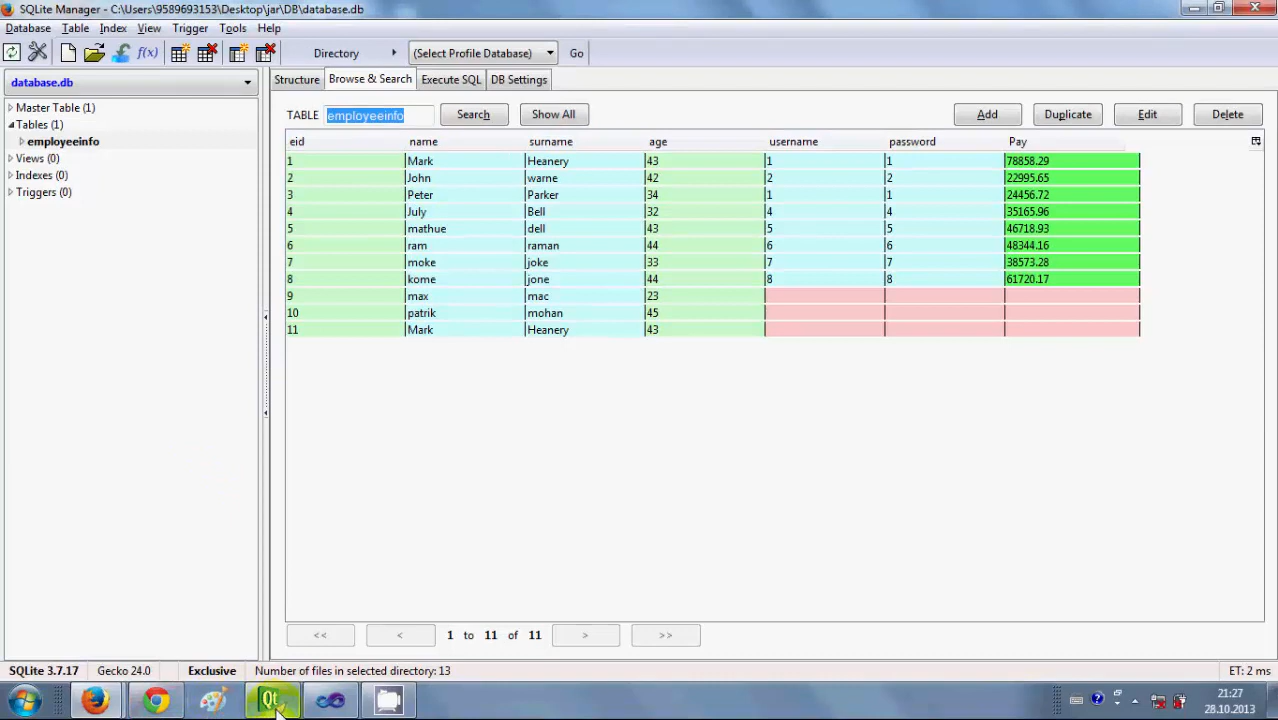 SQLite Manager - C:\Users\9589693153\Desktop\jar\DB\database.db
Database Table Index View Trigger Tools Help
f(x) Directory (Select Profile Database) Go
database.db
Structure Browse & Search Execute SQL DB Settings
Master Table (1)
Tables (1)
employeeinfo
Views (0)
Indexes (0)
Triggers (0)
TABLE employeeinfo Search Show All Add Duplicate Edit Delete
eid name surname age username password Pay
1 Mark Heanery 43 1 1 78858.29
2 John warne 42 2 2 22995.65
3 Peter Parker 34 1 1 24456.72
4 July Bell 32 4 4 35165.96
5 mathue dell 43 5 5 46718.93
6 ram raman 44 6 6 48344.16
7 moke joke 33 7 7 38573.28
8 kome jone 44 8 8 61720.17
9 max mac 23
10 patrik mohan 45
11 Mark Heanery 43
<< < 1 to 11 of 11 > >>
SQLite 3.7.17 Gecko 24.0 Exclusive Number of files in selected directory: 13 ET: 2 ms
Qt
21:27
28.10.2013